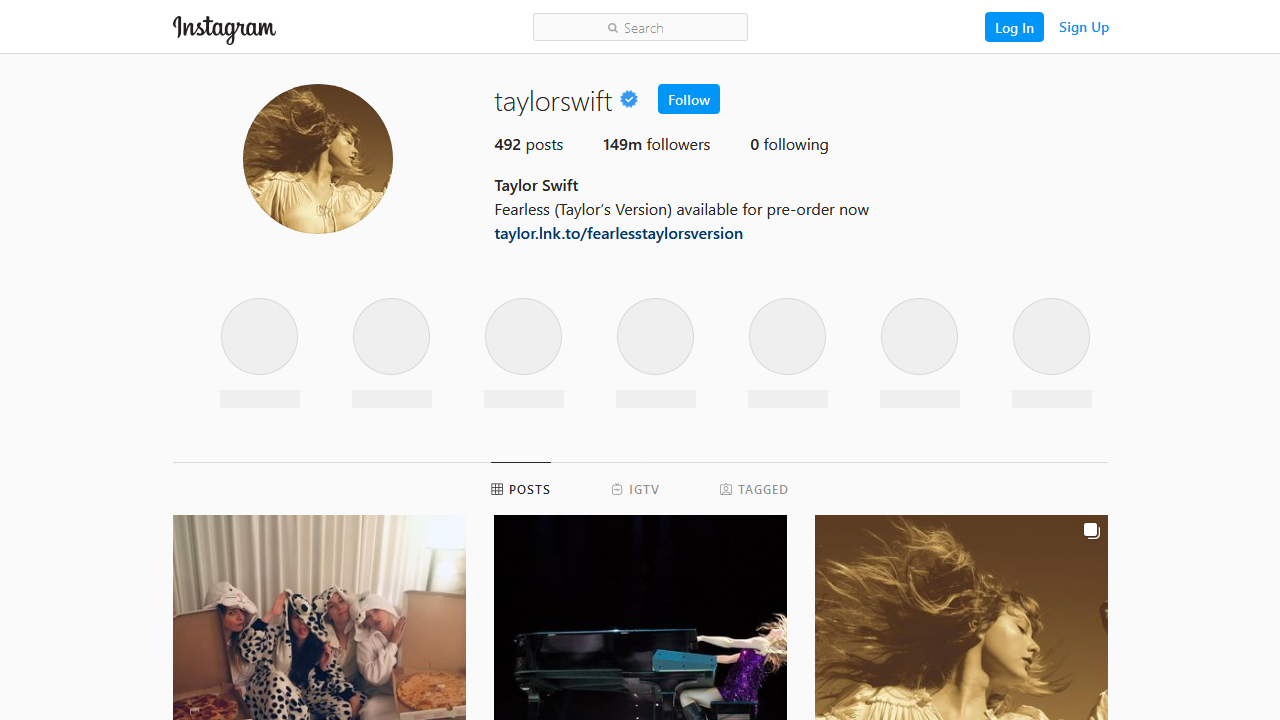 Instagram
Search
Log In
Sign Up
taylorswift
Follow
492 posts
149m followers
0 following
Taylor Swift
Fearless (Taylor’s Version) available for pre-order now
taylor.lnk.to/fearlesstaylorsversion
POSTS
IGTV
TAGGED